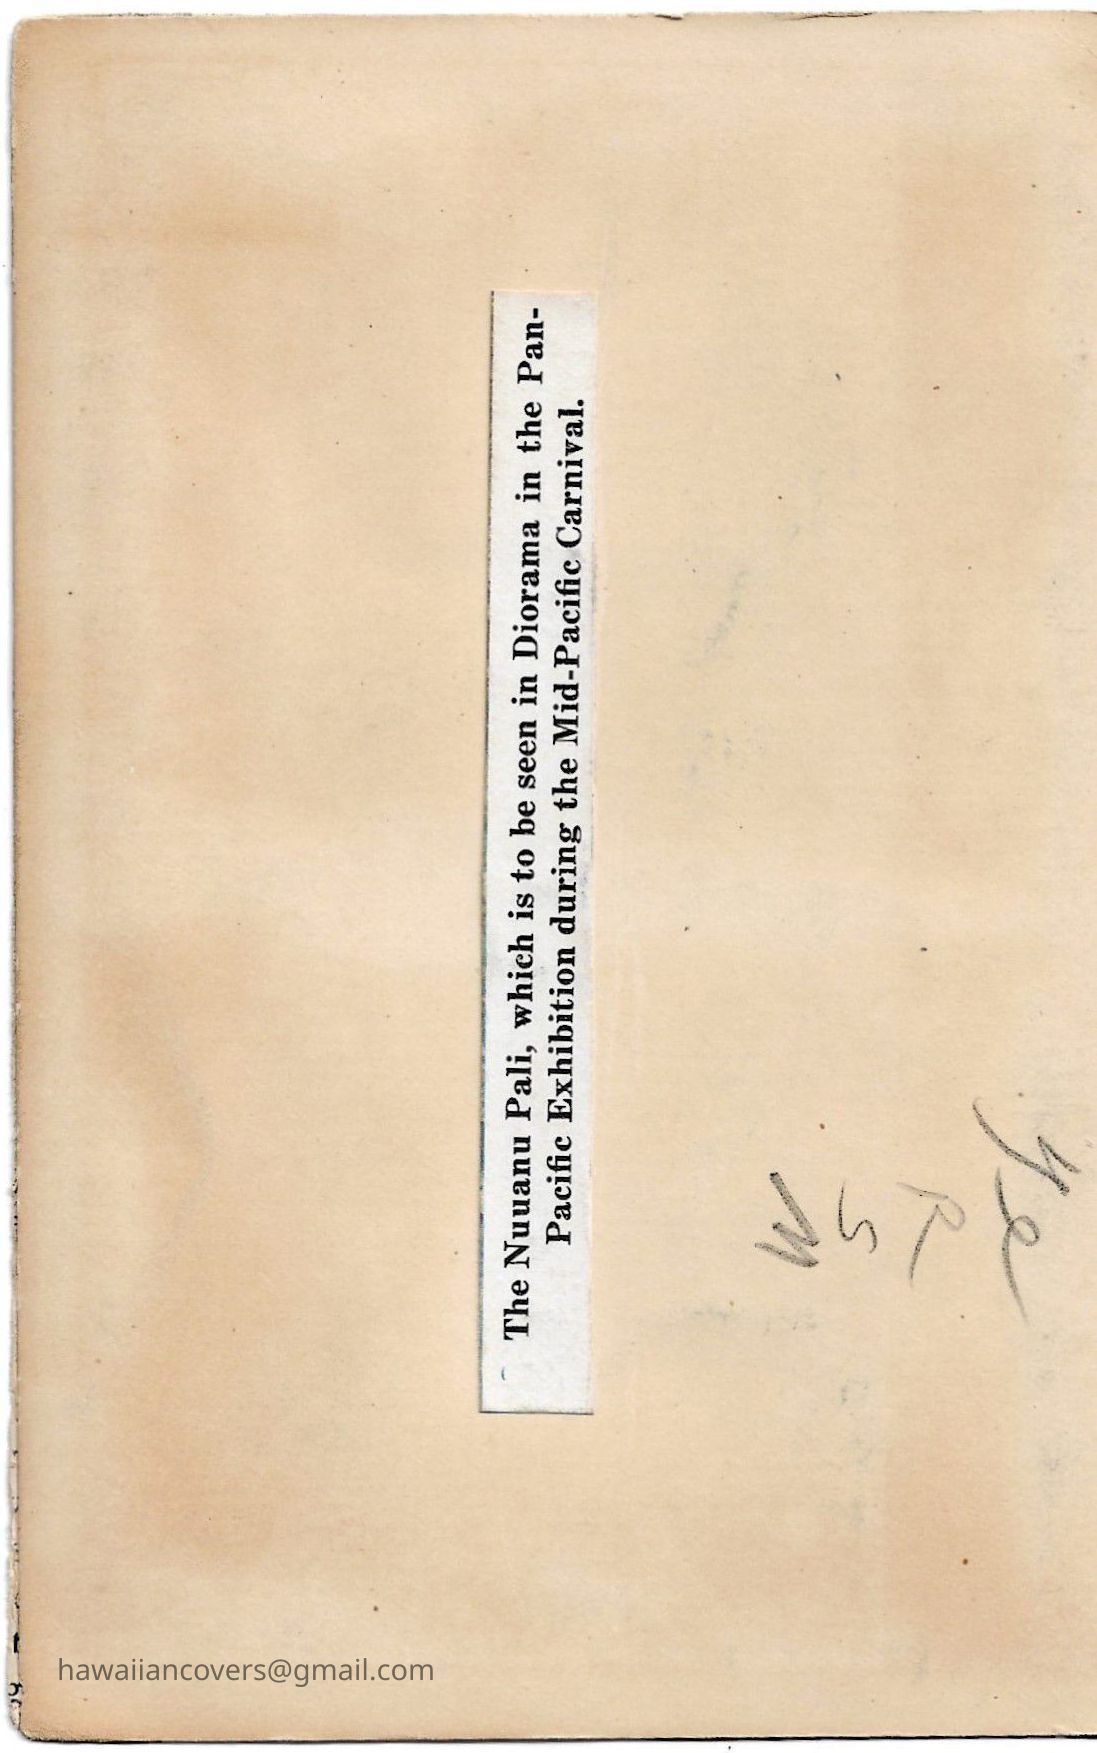 The Nuuanu Pali, which is to be seen in Diorama in the Pan-
Pacific Exhibition during the Mid-Pacific Carnival.
hawaiiancovers@gmail.com